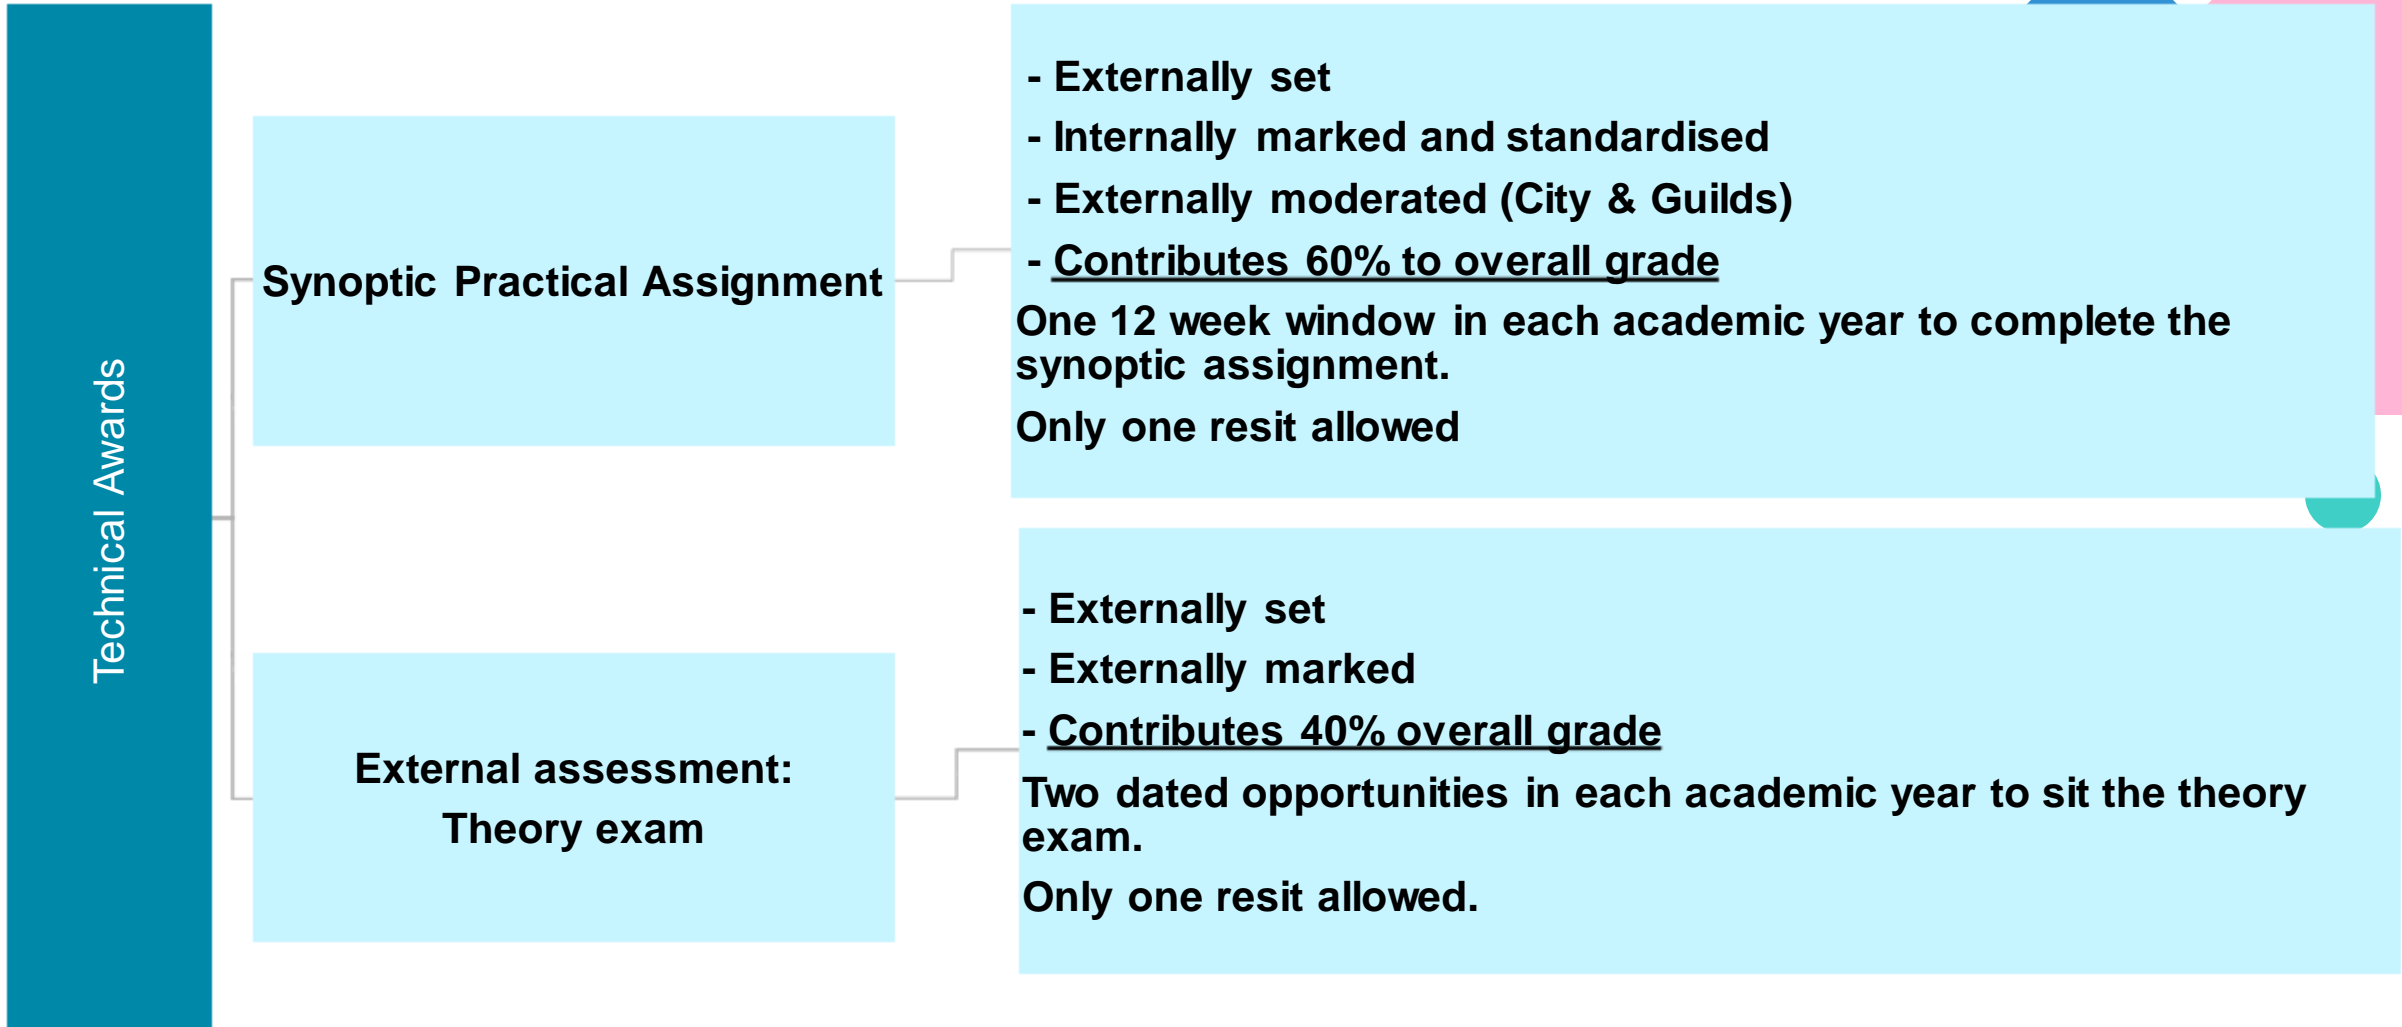 Technical Awards
Synoptic Practical Assignment
- Externally set
- Internally marked and standardised
- Externally moderated (City & Guilds)
- Contributes 60% to overall grade
One 12 week window in each academic year to complete the
synoptic assignment.
Only one resit allowed
External assessment:
Theory exam
- Externally set
- Externally marked
- Contributes 40% overall grade
Two dated opportunities in each academic year to sit the theory
exam.
Only one resit allowed.